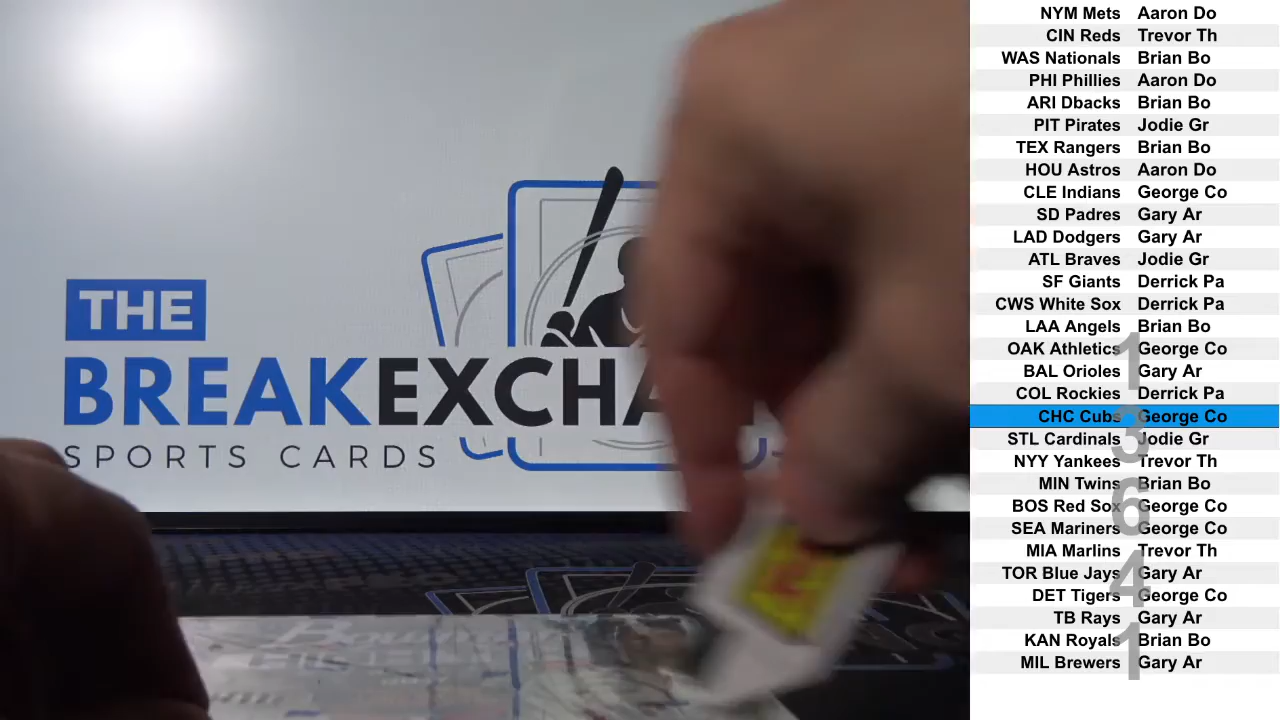 THE
BREAKEXCHA
SPORTS CARDS
Bowman
NYM Mets Aaron Do
CIN Reds Trevor Th
WAS Nationals Brian Bo
PHI Phillies Aaron Do
ARI Dbacks Brian Bo
PIT Pirates Jodie Gr
TEX Rangers Brian Bo
HOU Astros Aaron Do
CLE Indians George Co
SD Padres Gary Ar
LAD Dodgers Gary Ar
ATL Braves Jodie Gr
SF Giants Derrick Pa
CWS White Sox Derrick Pa
LAA Angels Brian Bo
OAK Athletics George Co
BAL Orioles Gary Ar
COL Rockies Derrick Pa
CHC Cubs George Co
STL Cardinals Jodie Gr
NYY Yankees Trevor Th
MIN Twins Brian Bo
BOS Red Sox George Co
SEA Mariners George Co
MIA Marlins Trevor Th
TOR Blue Jays Gary Ar
DET Tigers George Co
TB Rays Gary Ar
KAN Royals Brian Bo
MIL Brewers Gary Ar
1
3
6
4
1